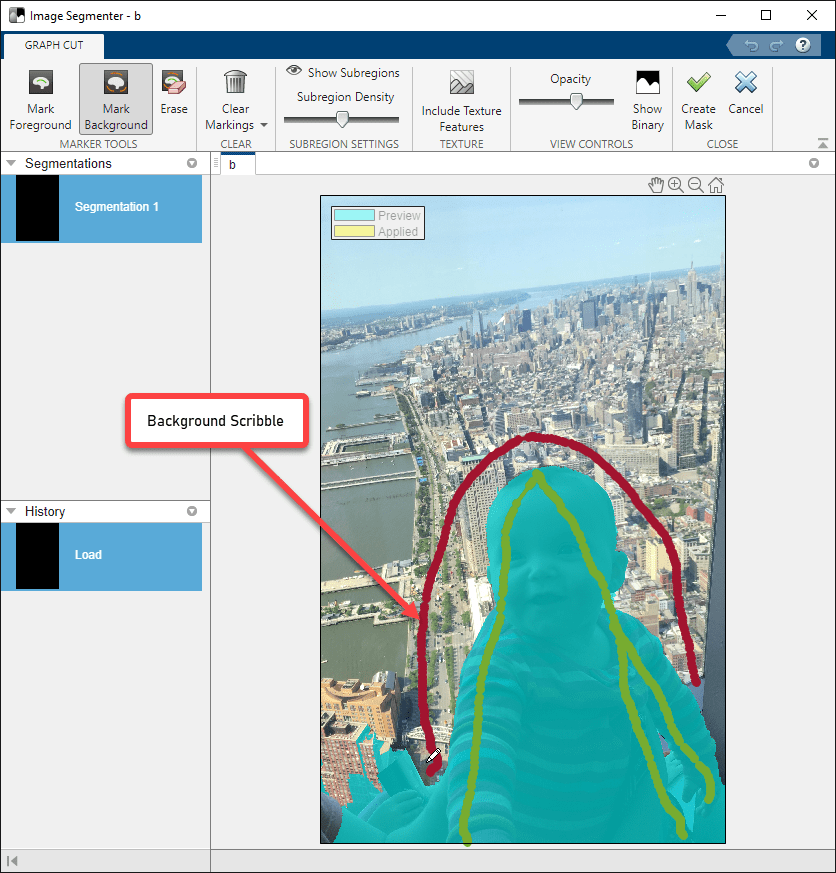 Image Segmenter - b
GRAPH CUT
?
Mark
Foreground
Mark
Background
Erase
Clear
Markings
Show Subregions
Subregion Density
Include Texture
Features
Opacity
Show
Binary
Create
Mask
Cancel
MARKER TOOLS
CLEAR
SUBREGION SETTINGS
TEXTURE
VIEW CONTROLS
CLOSE
Segmentations
b
Segmentation 1
Preview
Applied
Background Scribble
History
Load